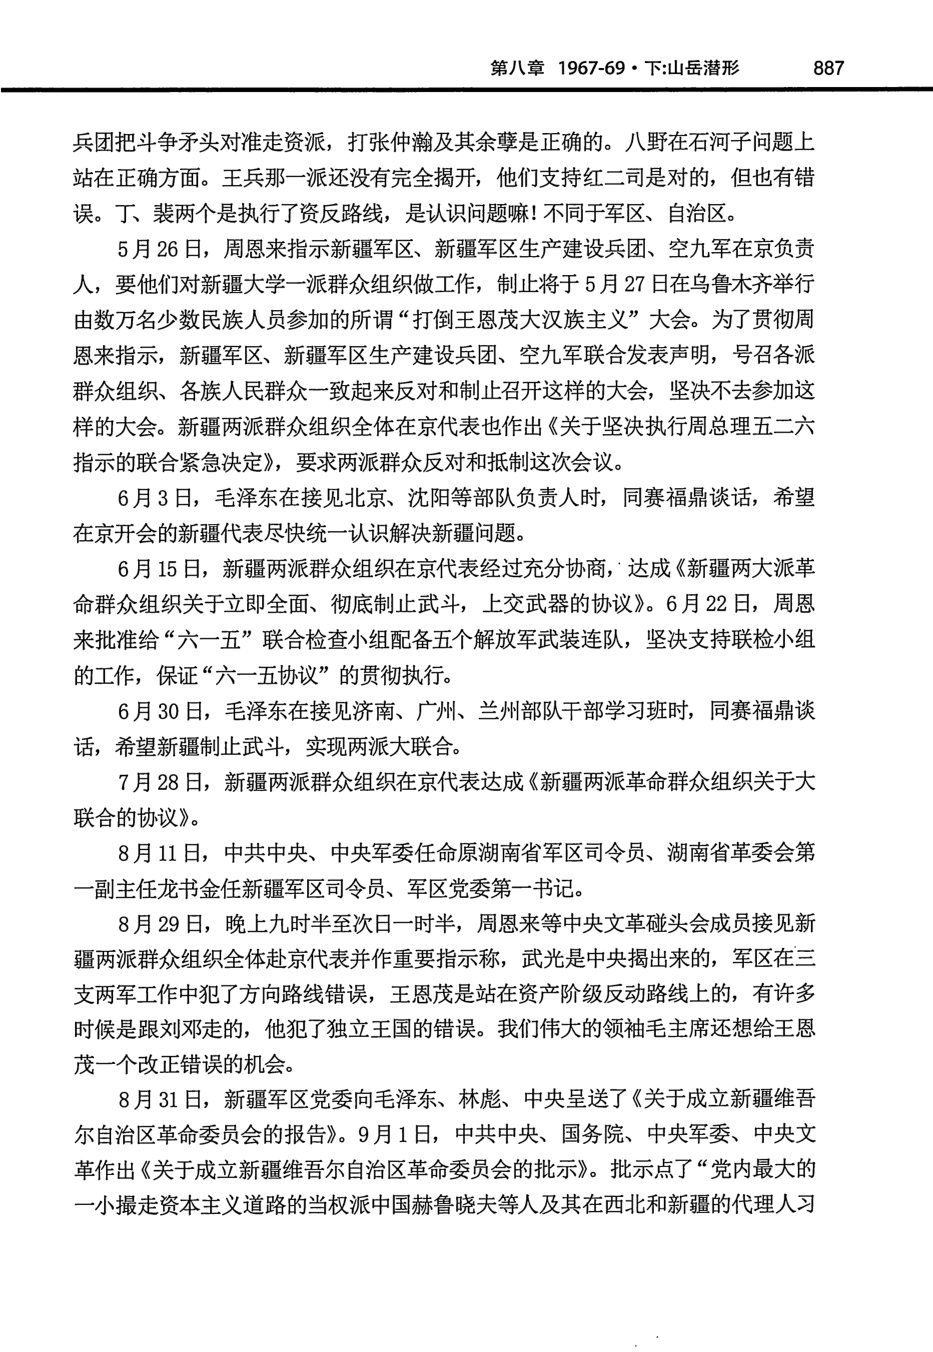 第八章 1967-69·下:山岳潜形 887
兵团把斗争矛头对准走资派，打张仲瀚及其余孽是正确的。八野在石河子问题上
站在正确方面。王兵那一派还没有完全揭开，他们支持红二司是对的，但也有错
误。丁、裴两个是执行了资反路线，是认识问题嘛！不同于军区、自治区。
5月26日，周恩来指示新疆军区、新疆军区生产建设兵团、空九军在京负责
人，要他们对新疆大学一派群众组织做工作，制止将于5月27日在乌鲁木齐举行
由数万名少数民族人员参加的所谓“打倒王恩茂大汉族主义”大会。为了贯彻周
恩来指示，新疆军区、新疆军区生产建设兵团、空九军联合发表声明，号召各派
群众组织、各族人民群众一致起来反对和制止召开这样的大会，坚决不去参加这
样的大会。新疆两派群众组织全体在京代表也作出《关于坚决执行周总理五二六
指示的联合紧急决定》，要求两派群众反对和抵制这次会议。
6月3日，毛泽东在接见北京、沈阳等部队负责人时，同赛福鼎谈话，希望
在京开会的新疆代表尽快统一认识解决新疆问题。
6月15日，新疆两派群众组织在京代表经过充分协商，达成《新疆两大派革
命群众组织关于立即全面、彻底制止武斗，上交武器的协议》。6月22日，周恩
来批准给“六一五”联合检查小组配备五个解放军武装连队，坚决支持联检小组
的工作，保证“六一五协议”的贯彻执行。
6月30日，毛泽东在接见济南、广州、兰州部队干部学习班时，同赛福鼎谈
话，希望新疆制止武斗，实现两派大联合。
7月28日，新疆两派群众组织在京代表达成《新疆两派革命群众组织关于大
联合的协议》。
8月11日，中共中央、中央军委任命原湖南省军区司令员、湖南省革委会第
一副主任龙书金任新疆军区司令员、军区党委第一书记。
8月29日，晚上九时半至次日一时半，周恩来等中央文革碰头会成员接见新
疆两派群众组织全体赴京代表并作重要指示称，武光是中央揭出来的，军区在三
支两军工作中犯了方向路线错误，王恩茂是站在资产阶级反动路线上的，有许多
时候是跟刘邓走的，他犯了独立王国的错误。我们伟大的领袖毛主席还想给王恩
茂一个改正错误的机会。
8月31日，新疆军区党委向毛泽东、林彪、中央呈送了《关于成立新疆维吾
尔自治区革命委员会的报告》。9月1日，中共中央、国务院、中央军委、中央文
革作出《关于成立新疆维吾尔自治区革命委员会的批示》。批示点了“党内最大的
一小撮走资本主义道路的当权派中国赫鲁晓夫等人及其在西北和新疆的代理人习